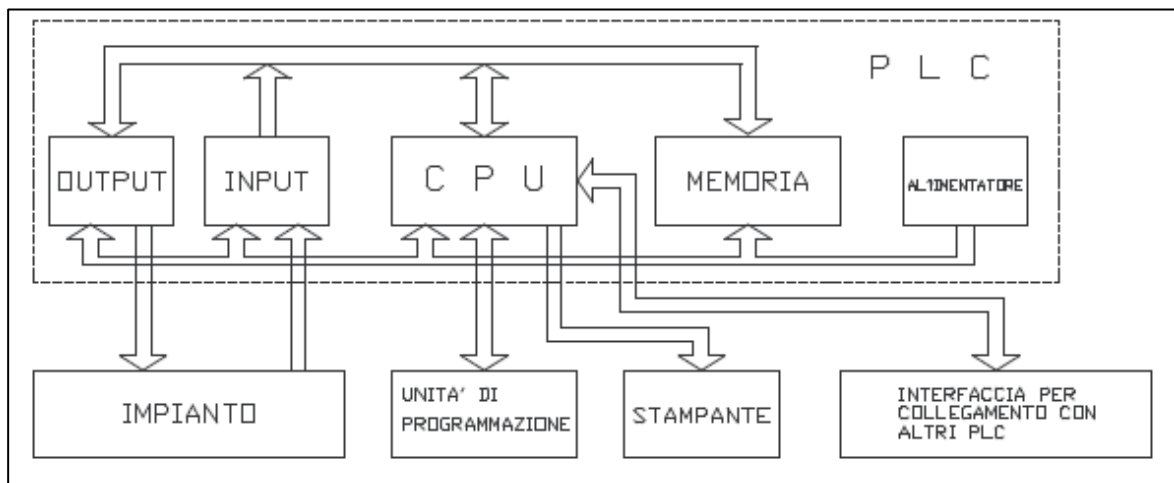 P L C
OUTPUT
INPUT
C P U
MEMORIA
ALIMENTATORE
IMPIANTO
UNITA' DI
PROGRAMMAZIONE
STAMPANTE
INTERFACCIA PER
COLLEGAMENTO CON
ALTRI PLC